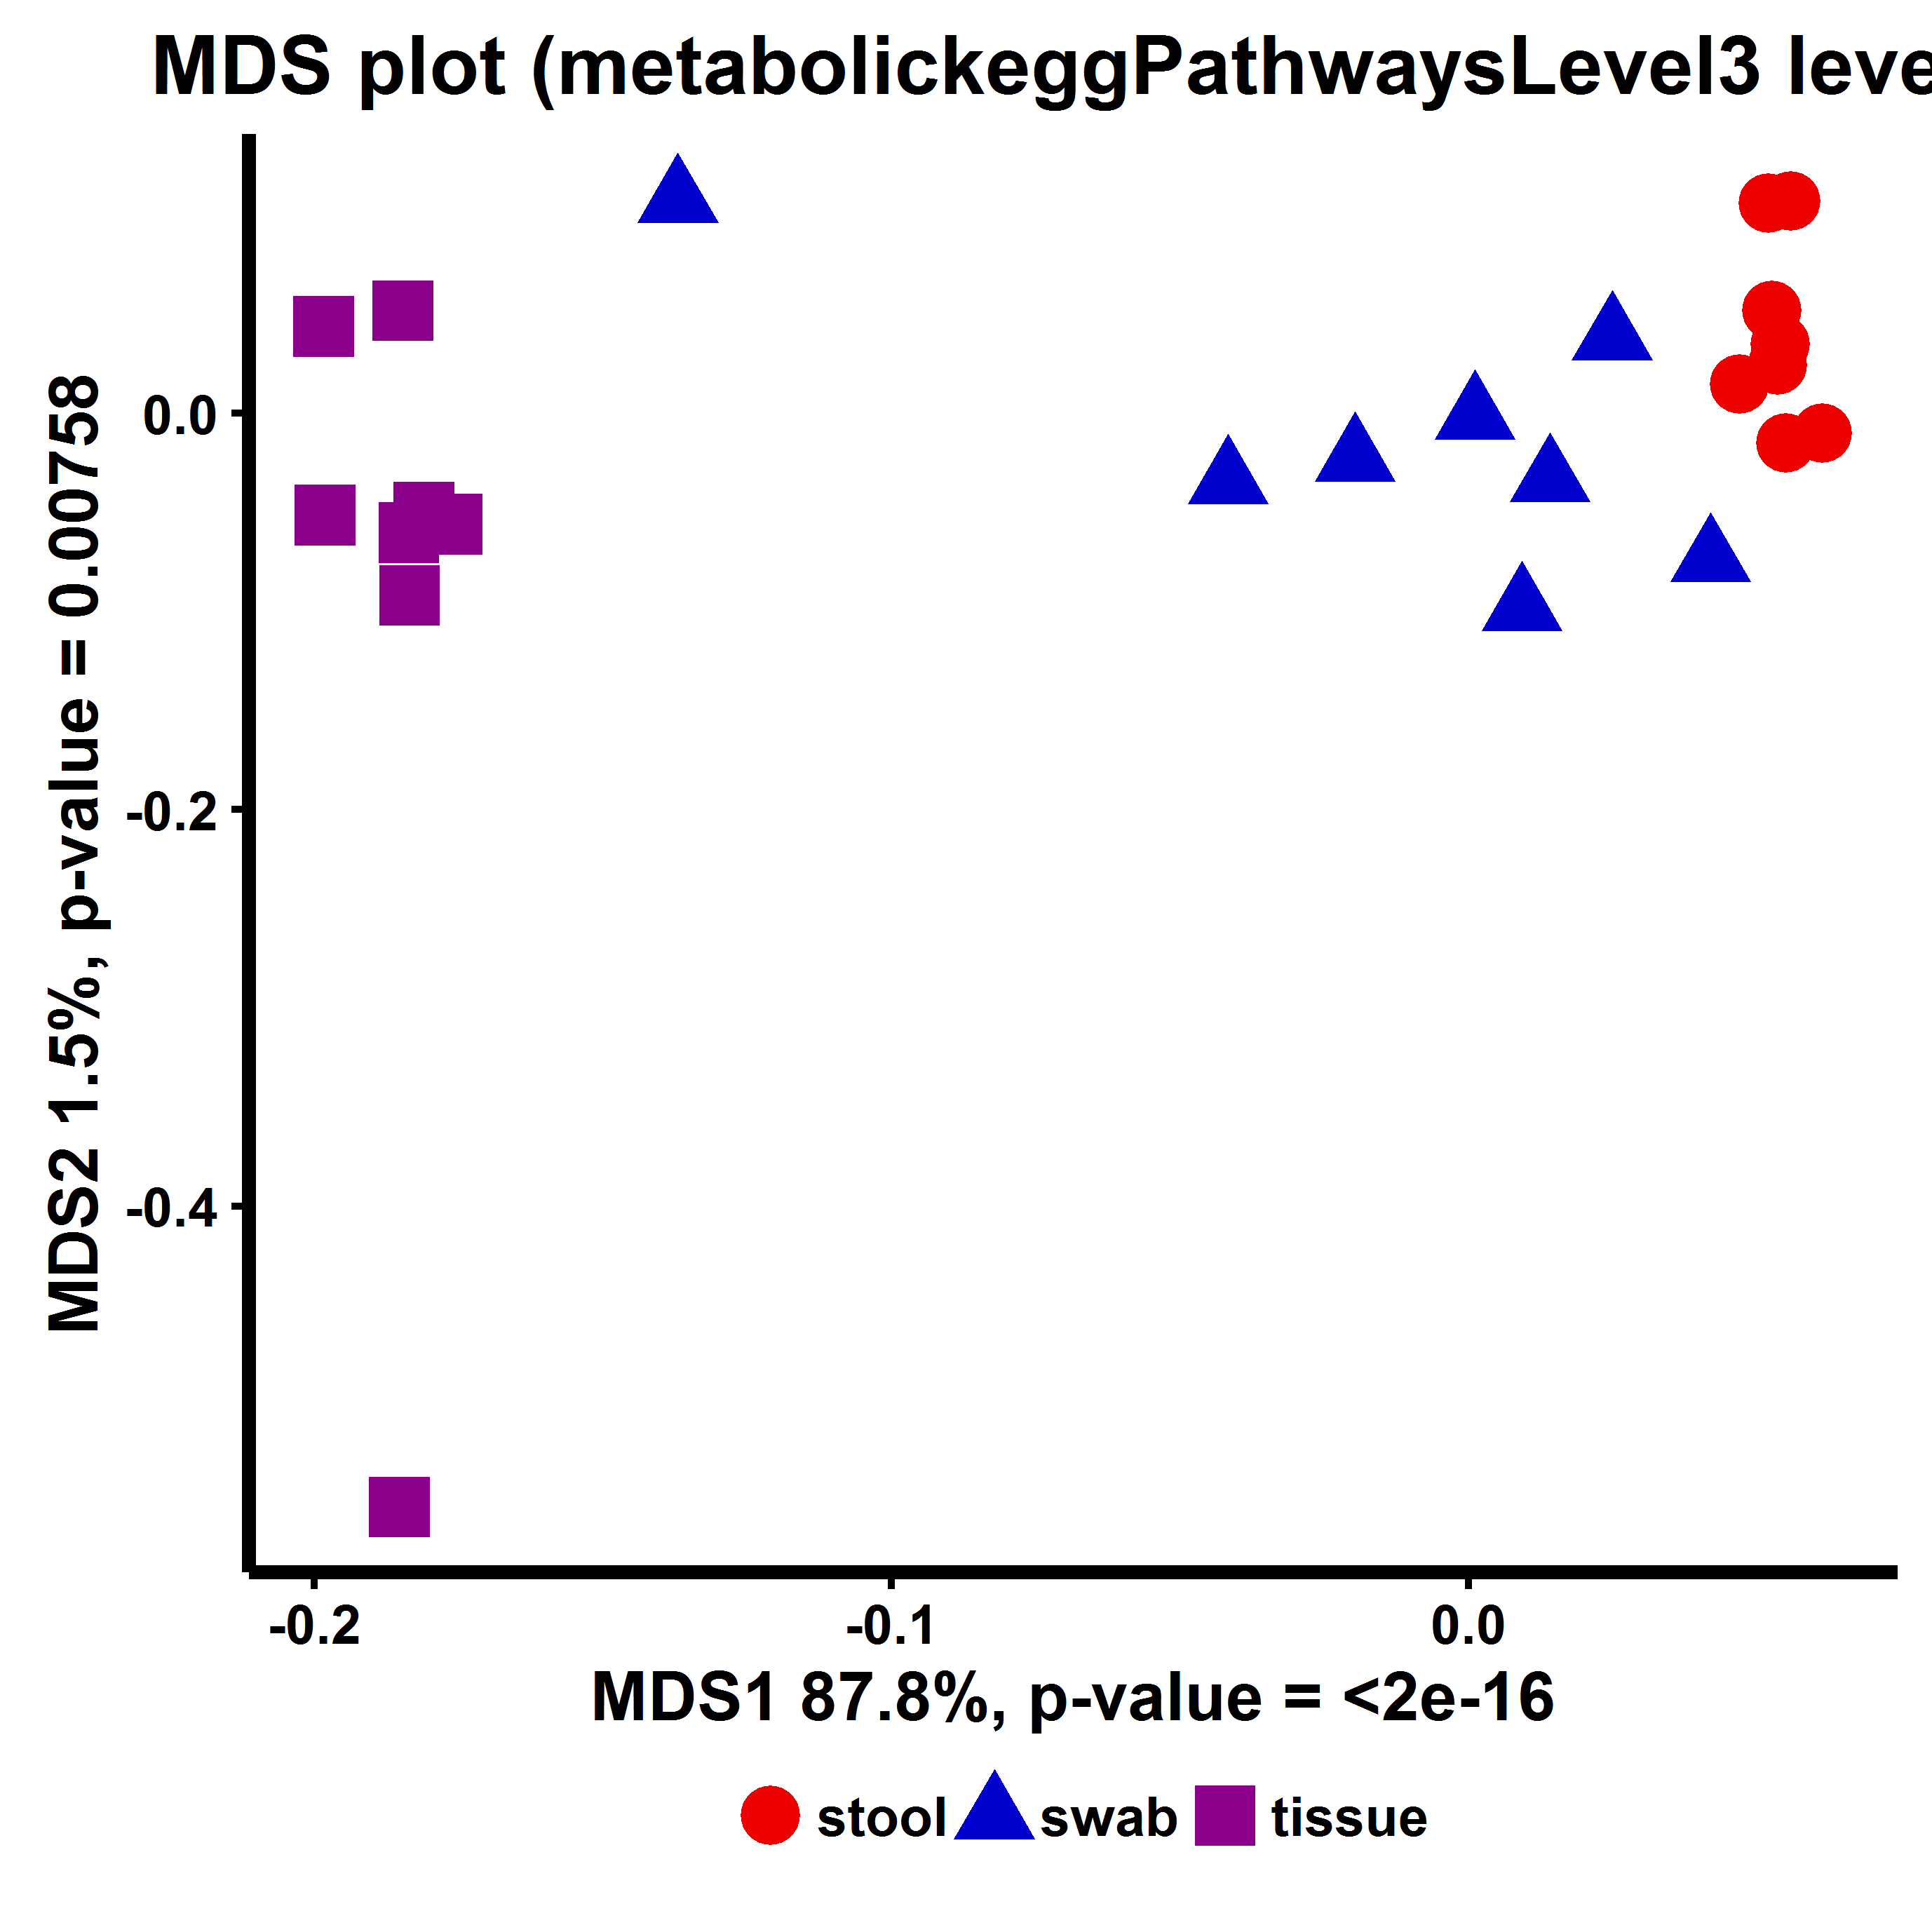 MDS plot (metabolickeggPathwaysLevel3 leve
MDS2 1.5%, p-value = 0.00758
0.0
-0.2
-0.4
-0.2 -0.1 0.0
MDS1 87.8%, p-value = <2e-16
stool swab tissue